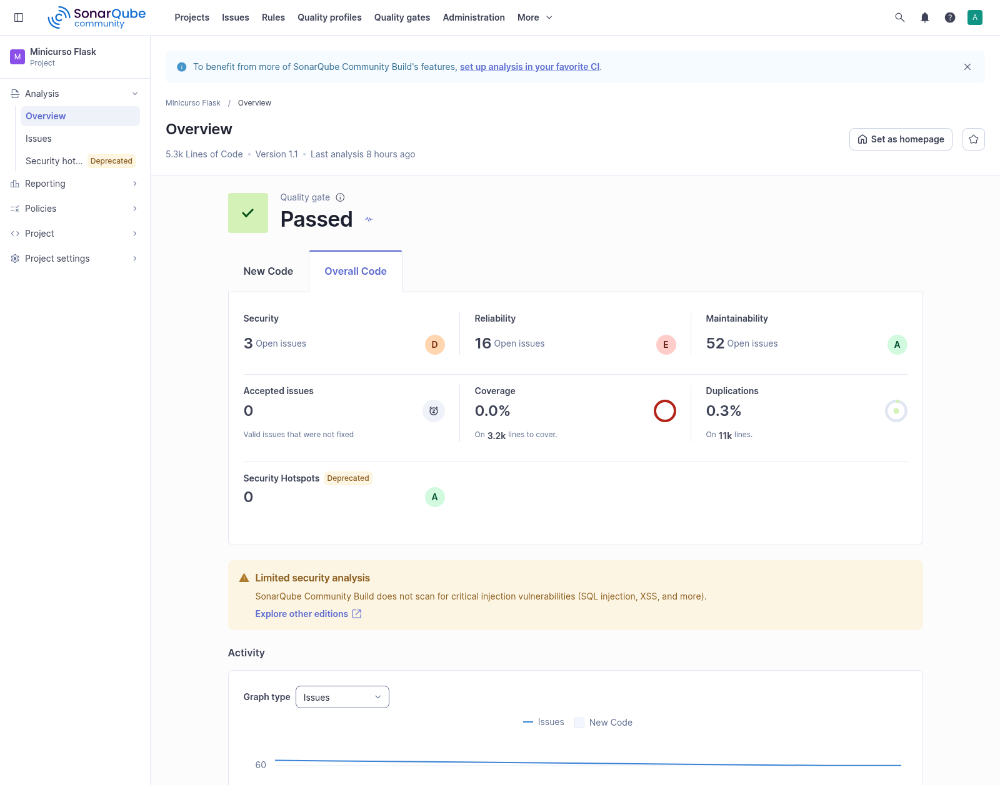 SonarQube community
Projects Issues Rules Quality profiles Quality gates Administration More
? A
M Minicurso Flask
Project
Analysis
Overview
Issues
Security hot... Deprecated
Reporting
Policies
Project
Project settings
To benefit from more of SonarQube Community Build's features, set up analysis in your favorite CI.
Minicurso Flask / Overview
Overview
Set as homepage
5.3k Lines of Code • Version 1.1 • Last analysis 8 hours ago
Quality gate
Passed
New Code Overall Code
Security Reliability Maintainability
3 Open issues D 16 Open issues E 52 Open issues A
Accepted issues Coverage Duplications
0 0.0% 0.3%
Valid issues that were not fixed On 3.2k lines to cover. On 11k lines.
Security Hotspots Deprecated
0 A
Limited security analysis
SonarQube Community Build does not scan for critical injection vulnerabilities (SQL injection, XSS, and more).
Explore other editions
Activity
Graph type Issues
Issues New Code
60